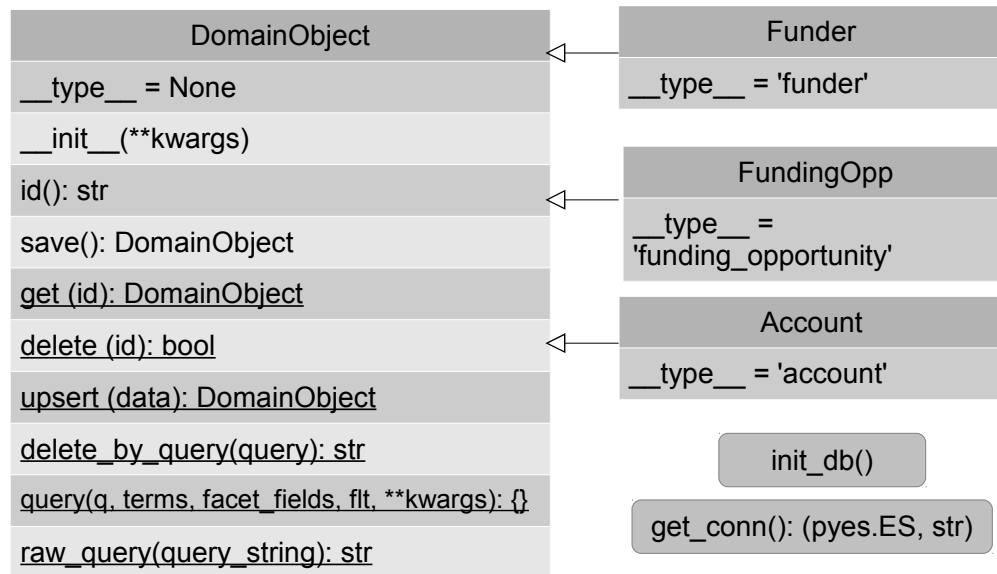 DomainObject
__type__ = None
__init__(**kwargs)
id(): str
save(): DomainObject
get (id): DomainObject
delete (id): bool
upsert (data): DomainObject
delete_by_query(query): str
query(q, terms, facet_fields, flt, **kwargs): {}
raw_query(query_string): str
Funder
__type__ = 'funder'
FundingOpp
__type__ =
'funding_opportunity'
Account
__type__ = 'account'
init_db()
get_conn(): (pyes.ES, str)